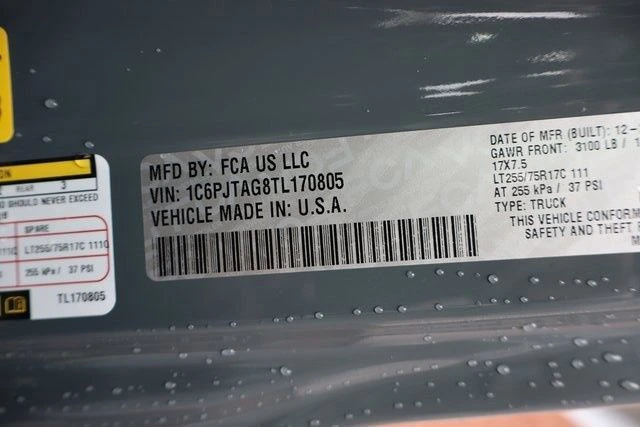 MFD BY: FCA US LLC
VIN: 1C6PJTAG8TL170805
VEHICLE MADE IN: U.S.A.
DATE OF MFR (BUILT): 12-
GAWR FRONT: 3100 LB /
17X7.5
LT255/75R17C 111
AT 255 kPa / 37 PSI
TYPE: TRUCK
THIS VEHICLE CONFORM
SAFETY AND THEFT
REAR 3
SHOULD NEVER EXCEED
SPARE
LT255/75R17C 111
255 kPa / 37 PSI
TL170805